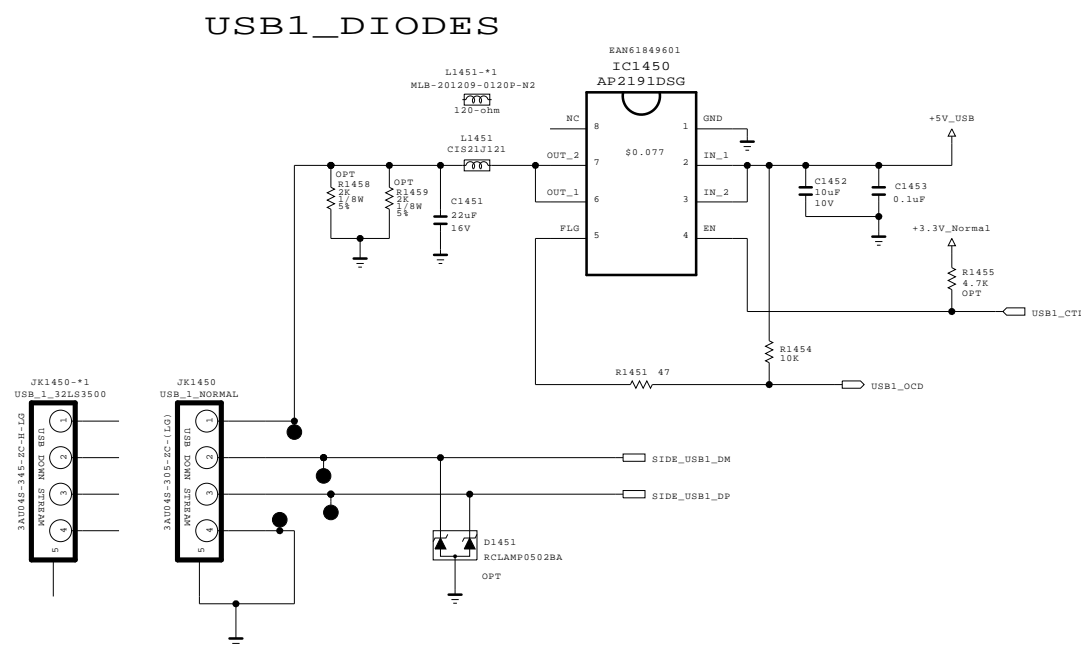 USB1_DIODES
EAN61849601
IC1450
AP2191DSG
L1451-*1
MLB-201209-0120P-N2
120-ohm
L1451
CIS21J121
NC
8
1
GND
OUT_2
7
$0.077
2
IN_1
OUT_1
6
3
IN_2
FLG
5
4
EN
+5V_USB
OPT
R1458
2K
1/8W
5%
OPT
R1459
2K
1/8W
5%
C1451
22uF
16V
C1452
10uF
10V
C1453
0.1uF
+3.3V_Normal
R1455
4.7K
OPT
USB1_CTL
R1454
10K
R1451 47
USB1_OCD
JK1450-*1
USB_1_32LS3500
3AU04S-345-ZC-H-LG
USB DOWN STREAM
1
2
3
4
5
JK1450
USB_1_NORMAL
3AU04S-305-ZC-(LG)
USB DOWN STREAM
1
2
3
4
5
SIDE_USB1_DM
SIDE_USB1_DP
D1451
RCLAMP0502BA
OPT